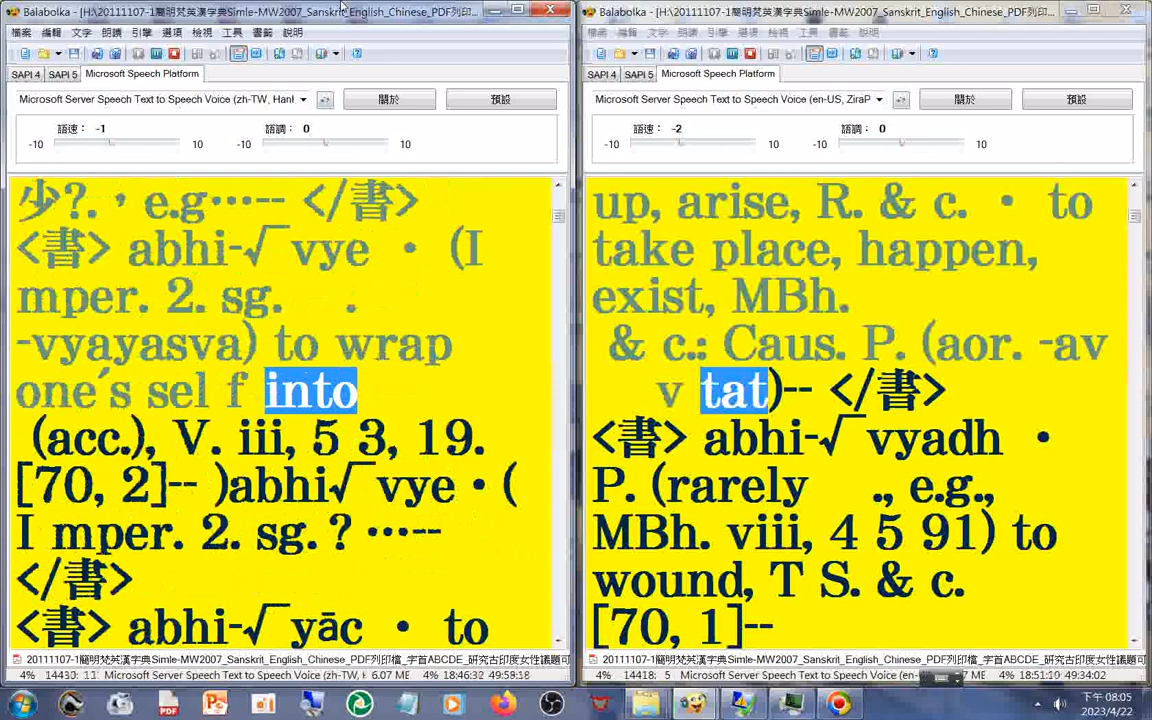 Balabolka - [H:\20111107-1簡明梵英漢字典Simle-MW2007_Sanskrit_English_Chinese_PDF列印...
檔案 編輯 文字 朗讀 引擎 選項 檢視 工具 書籤 說明
SAPI 4 SAPI 5 Microsoft Speech Platform
Microsoft Server Speech Text to Speech Voice (zh-TW, HanI 關於 預設
語速： -1 語調： 0
-10 10 -10 10
少?. ，e.g…-- </書>
<書> abhi-√vye • (I
mper. 2. sg. .
-vyayasva) to wrap
one´s sel f into
(acc.), V. iii, 5 3, 19.
[70, 2]-- )abhi√vye•(
I mper. 2. sg.? …--
</書>
<書> abhi-√yāc • to
20111107-1簡明梵英漢字典Simle-MW2007_Sanskrit_English_Chinese_PDF列印檔_字首ABCDE_研究古印度女性議題可
4% 14430: 11 Microsoft Server Speech Text to Speech Voice (zh-TW, H 6.07 ME 4% 18:46:32 49:58:18
Balabolka - [H:\20111107-1簡明梵英漢字典Simle-MW2007_Sanskrit_English_Chinese_PDF列印...
檔案 編輯 文字 朗讀 引擎 選項 檢視 工具 書籤 說明
SAPI 4 SAPI 5 Microsoft Speech Platform
Microsoft Server Speech Text to Speech Voice (en-US, ZiraP 關於 預設
語速： -2 語調： 0
-10 10 -10 10
up, arise, R. & c. • to
take place, happen,
exist, MBh.
& c.: Caus. P. (aor. -av
v tat)-- </書>
<書> abhi-√vyadh •
P. (rarely ., e.g.,
MBh. viii, 4 5 91) to
wound, T S. & c.
[70, 1]--
20111107-1簡明梵英漢字典Simle-MW2007_Sanskrit_English_Chinese_PDF列印檔_字首ABCDE_研究古印度女性議題可
4% 14418: 5 Microsoft Server Speech Text to Speech Voice (en- 4% 18:51:10 49:34:02
下午 08:05
2023/4/22